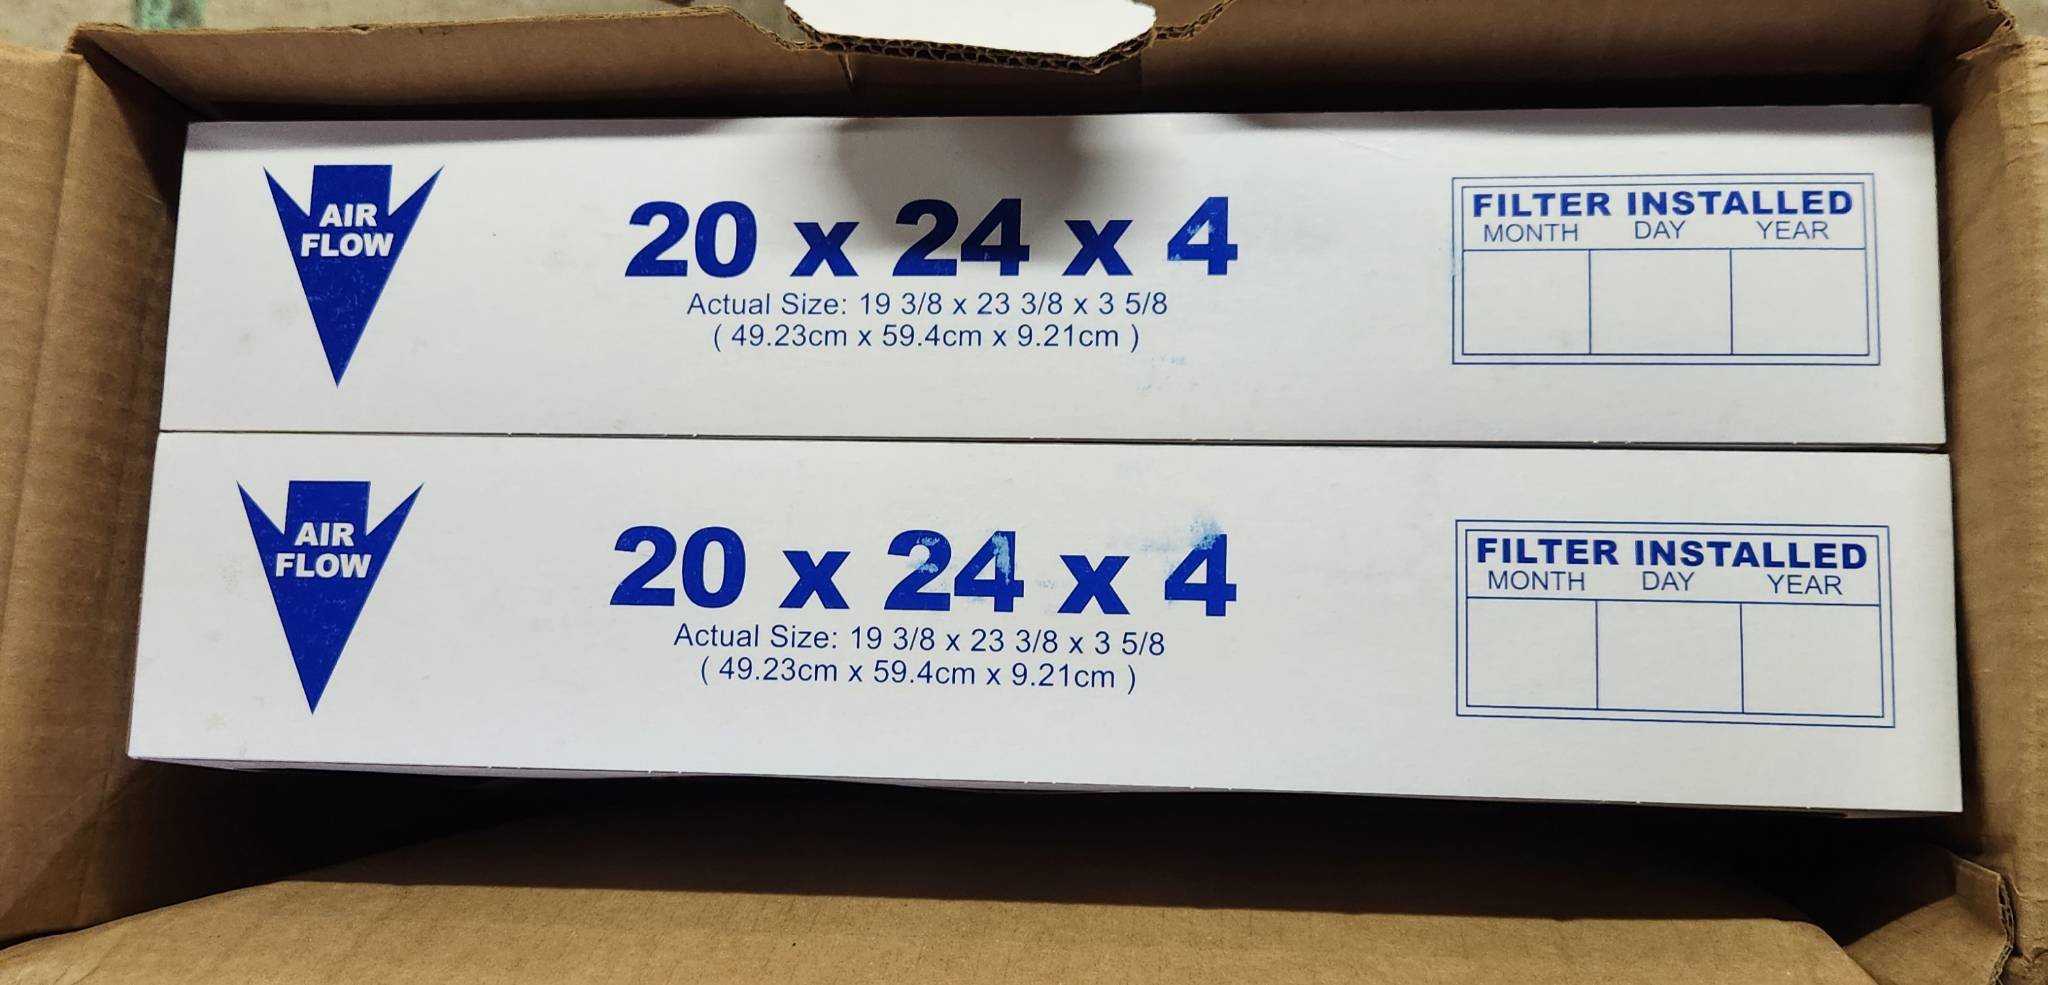 AIR
FLOW
20 x 24 x 4
Actual Size: 19 3/8 x 23 3/8 x 3 5/8
( 49.23cm x 59.4cm x 9.21cm )
FILTER INSTALLED
MONTH DAY YEAR
AIR
FLOW
20 x 24 x 4
Actual Size: 19 3/8 x 23 3/8 x 3 5/8
( 49.23cm x 59.4cm x 9.21cm )
FILTER INSTALLED
MONTH DAY YEAR